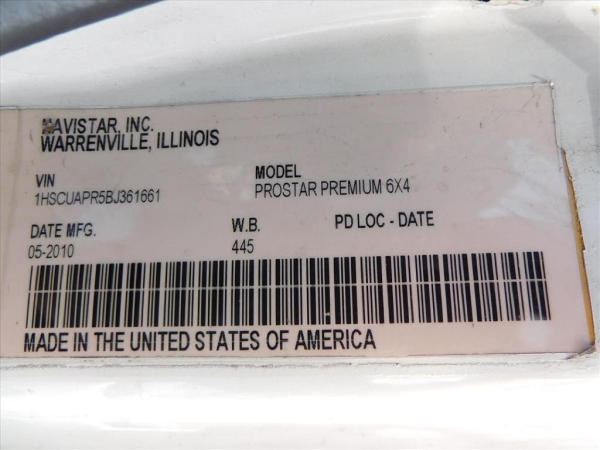 NAVISTAR, INC.
WARRENVILLE, ILLINOIS
VIN
1HSCUAPR5BJ361661
MODEL
PROSTAR PREMIUM 6X4
DATE MFG.
05-2010
W.B.
445
PD LOC - DATE
MADE IN THE UNITED STATES OF AMERICA